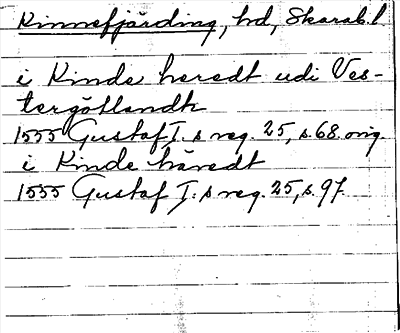 Kinnefjärding, hd, Skarab. l
i Kinde heredt udi Ves-
tergötlandh
1555 Gustaf I:s reg. 25, s. 68. orig.
i Kinde häredt
1555 Gustaf I:s reg. 25, s. 97.